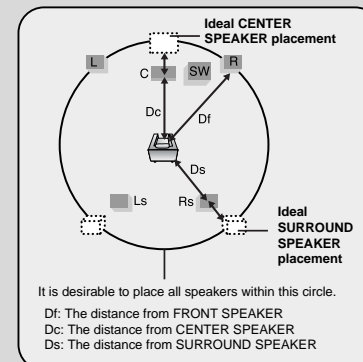 Ideal CENTER
SPEAKER placement
L
R
C
SW
Dc
Df
Ds
Ls
Rs
Ideal
SURROUND
SPEAKER
placement
It is desirable to place all speakers within this circle.
Df: The distance from FRONT SPEAKER
Dc: The distance from CENTER SPEAKER
Ds: The distance from SURROUND SPEAKER